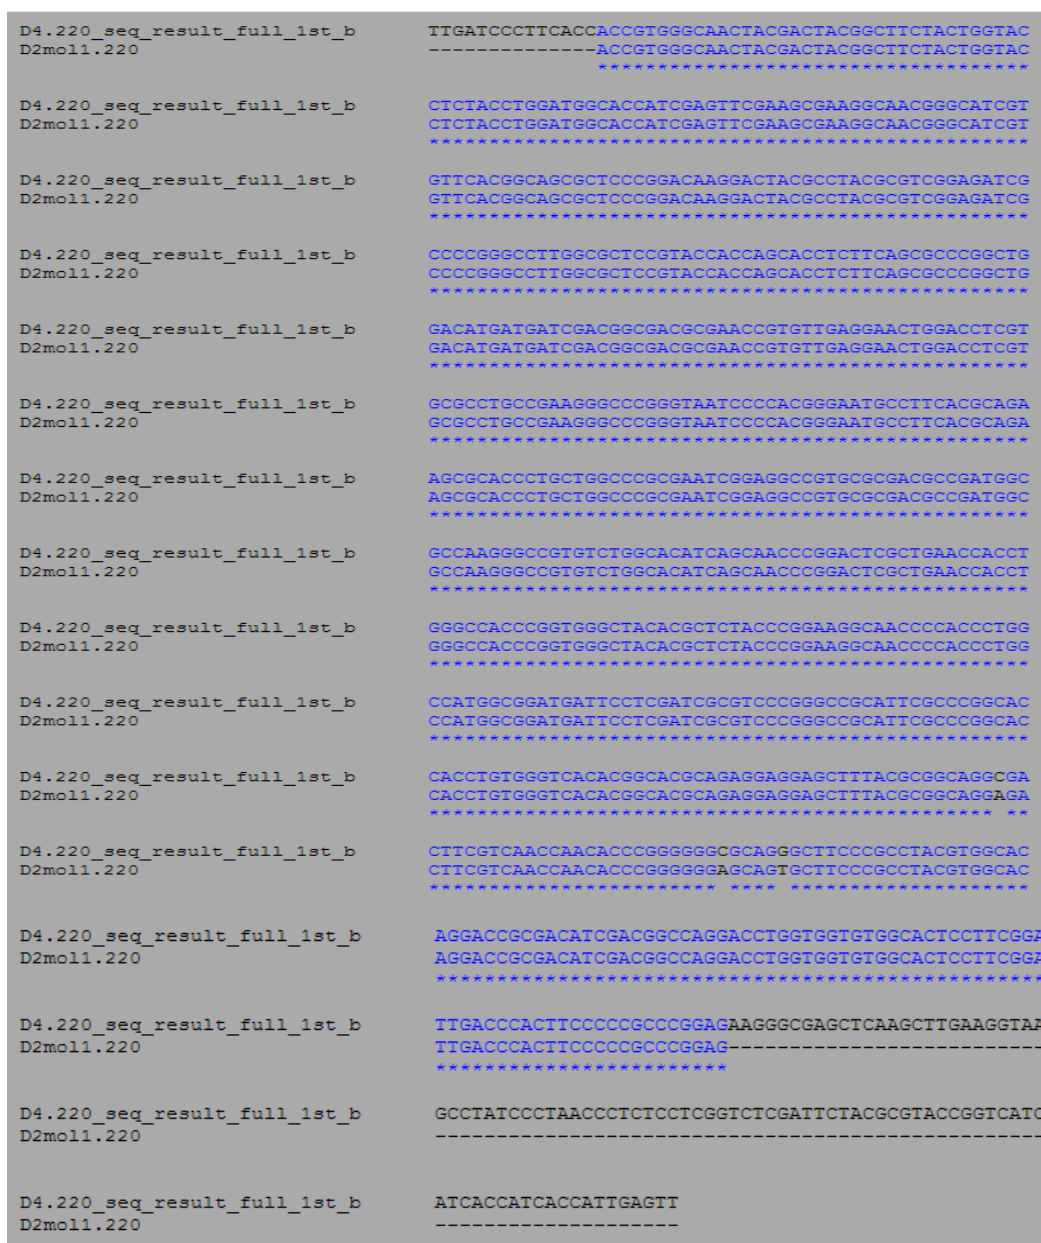 D4.220_seq_result_full_1st_b TTGATCCCTTCACCACCGTGGGCAACTACGACTACGGCTTCTACTGGTAC
D2mol1.220 --------------ACCGTGGGCAACTACGACTACGGCTTCTACTGGTAC
************************************
D4.220_seq_result_full_1st_b CTCTACCTGGATGGCACCATCGAGTTCGAAGCGAAGGCAACGGGCATCGT
D2mol1.220 CTCTACCTGGATGGCACCATCGAGTTCGAAGCGAAGGCAACGGGCATCGT
**************************************************
D4.220_seq_result_full_1st_b GTTCACGGCAGCGCTCCCGGACAAGGACTACGCCTACGCGTCGGAGATCG
D2mol1.220 GTTCACGGCAGCGCTCCCGGACAAGGACTACGCCTACGCGTCGGAGATCG
**************************************************
D4.220_seq_result_full_1st_b CCCCGGGCCTTGGCGCTCCGTACCACCAGCACCTCTTCAGCGCCCGGCTG
D2mol1.220 CCCCGGGCCTTGGCGCTCCGTACCACCAGCACCTCTTCAGCGCCCGGCTG
**************************************************
D4.220_seq_result_full_1st_b GACATGATGATCGACGGCGACGCGAACCGTGTTGAGGAACTGGACCTCGT
D2mol1.220 GACATGATGATCGACGGCGACGCGAACCGTGTTGAGGAACTGGACCTCGT
**************************************************
D4.220_seq_result_full_1st_b GCGCCTGCCGAAGGGCCCGGGTAATCCCCACGGGAATGCCTTCACGCAGA
D2mol1.220 GCGCCTGCCGAAGGGCCCGGGTAATCCCCACGGGAATGCCTTCACGCAGA
**************************************************
D4.220_seq_result_full_1st_b AGCGCACCCTGCTGGCCCGCGAATCGGAGGCCGTGCGCGACGCCGATGGC
D2mol1.220 AGCGCACCCTGCTGGCCCGCGAATCGGAGGCCGTGCGCGACGCCGATGGC
**************************************************
D4.220_seq_result_full_1st_b GCCAAGGGCCGTGTCTGGCACATCAGCAACCCGGACTCGCTGAACCACCT
D2mol1.220 GCCAAGGGCCGTGTCTGGCACATCAGCAACCCGGACTCGCTGAACCACCT
**************************************************
D4.220_seq_result_full_1st_b GGGCCACCCGGTGGGCTACACGCTCTACCCGGAAGGCAACCCCACCCTGG
D2mol1.220 GGGCCACCCGGTGGGCTACACGCTCTACCCGGAAGGCAACCCCACCCTGG
**************************************************
D4.220_seq_result_full_1st_b CCATGGCGGATGATTCCTCGATCGCGTCCCGGGCCGCATTCGCCCGGCAC
D2mol1.220 CCATGGCGGATGATTCCTCGATCGCGTCCCGGGCCGCATTCGCCCGGCAC
**************************************************
D4.220_seq_result_full_1st_b CACCTGTGGGTCACACGGCACGCAGAGGAGGAGCTTTACGCGGCAGGCGA
D2mol1.220 CACCTGTGGGTCACACGGCACGCAGAGGAGGAGCTTTACGCGGCAGGAGA
*********************************************** **
D4.220_seq_result_full_1st_b CTTCGTCAACCAACACCCGGGGGGCGCAGGGCTTCCCGCCTACGTGGCAC
D2mol1.220 CTTCGTCAACCAACACCCGGGGGGAGCAGTGCTTCCCGCCTACGTGGCAC
************************ **** ********************
D4.220_seq_result_full_1st_b AGGACCGCGACATCGACGGCCAGGACCTGGTGGTGTGGCACTCCTTCGGA
D2mol1.220 AGGACCGCGACATCGACGGCCAGGACCTGGTGGTGTGGCACTCCTTCGGA
**************************************************
D4.220_seq_result_full_1st_b TTGACCCACTTCCCCCGCCCGGAGAAGGGCGAGCTCAAGCTTGAAGGTAA
D2mol1.220 TTGACCCACTTCCCCCGCCCGGAG--------------------------
************************
D4.220_seq_result_full_1st_b GCCTATCCCTAACCCTCTCCTCGGTCTCGATTCTACGCGTACCGGTCATC
D2mol1.220 --------------------------------------------------
D4.220_seq_result_full_1st_b ATCACCATCACCATTGAGTT
D2mol1.220 --------------------